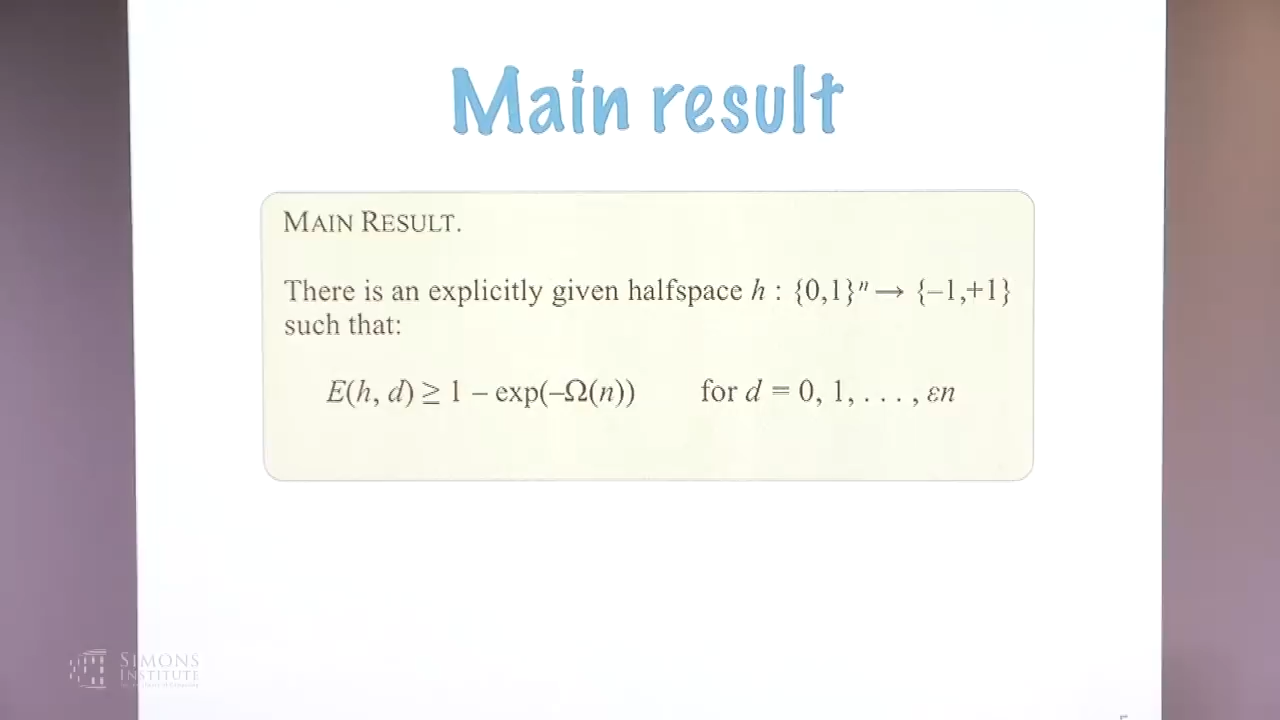 Main result
MAIN RESULT.
There is an explicitly given halfspace h : {0,1}ⁿ → {–1,+1}
such that:
E(h, d) ≥ 1 – exp(–Ω(n)) for d = 0, 1, . . . , εn
SIMONS
INSTITUTE